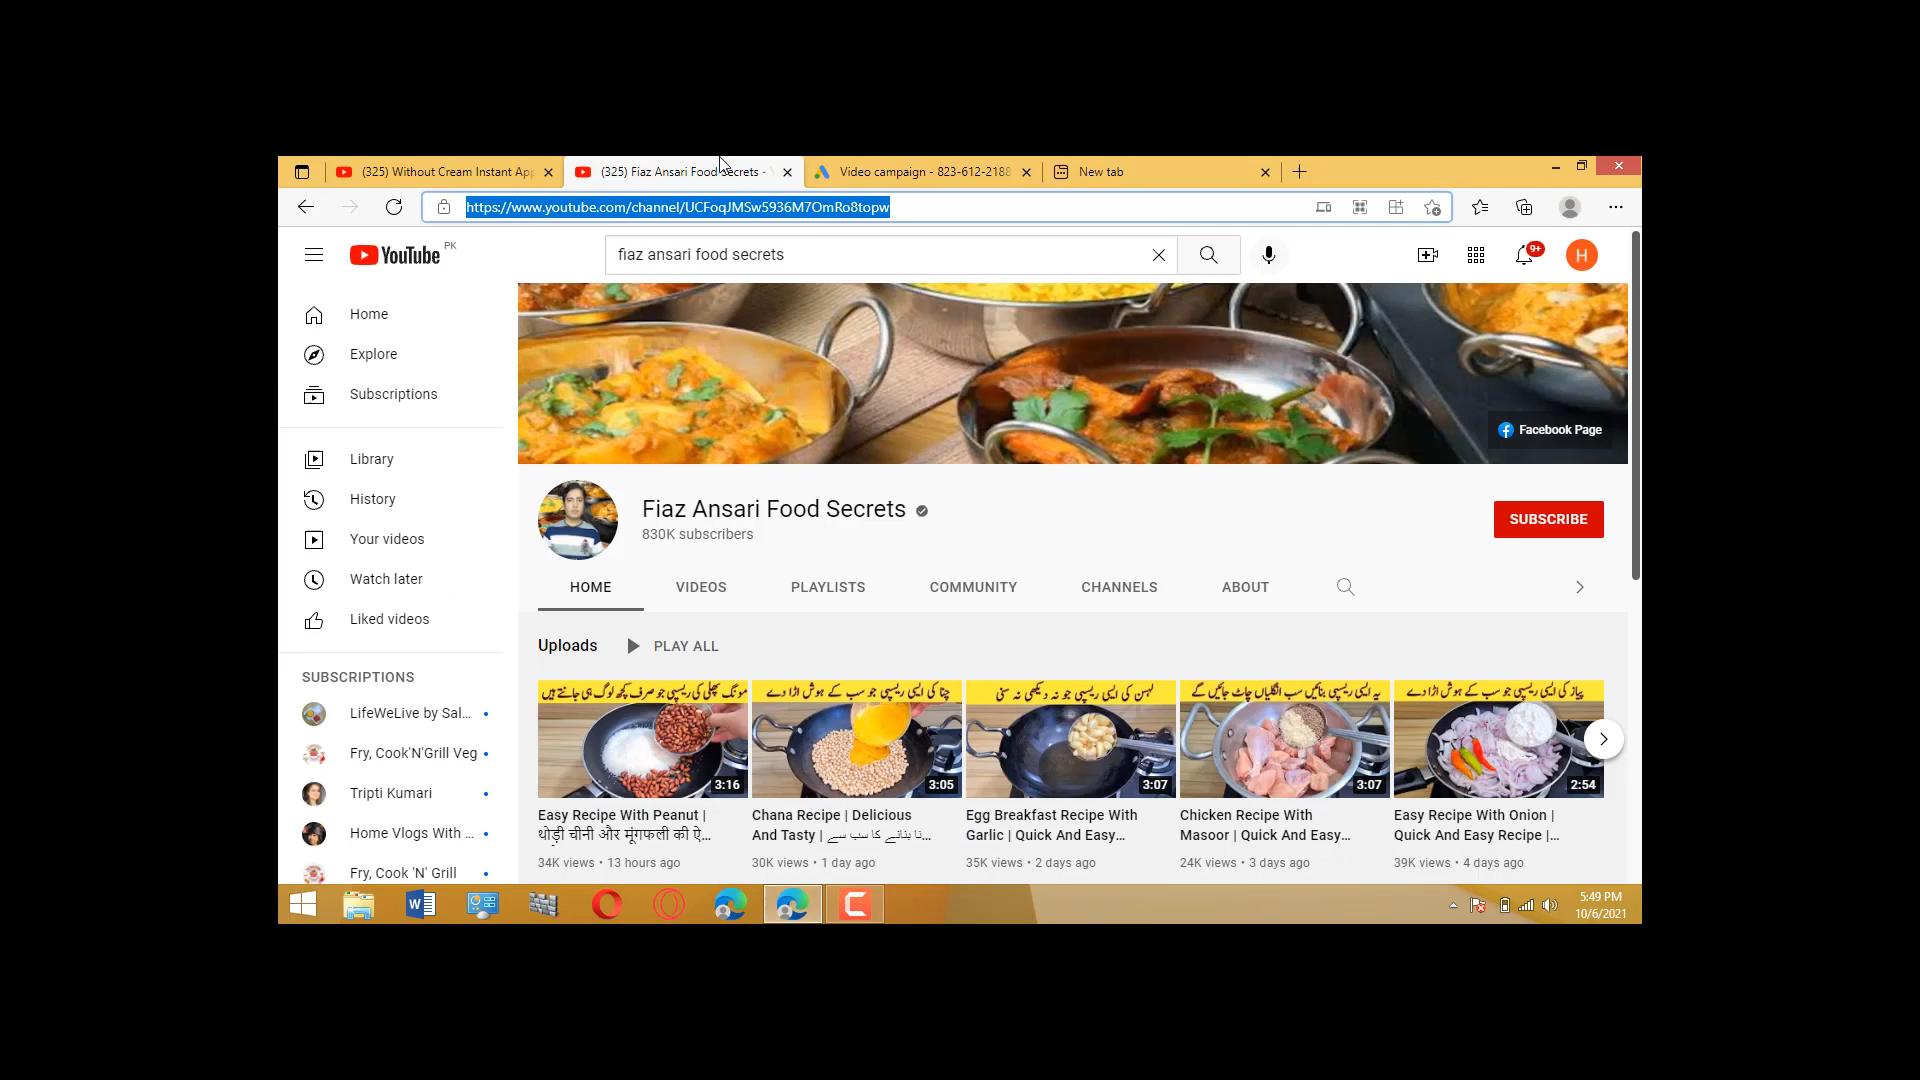 (325) Without Cream Instant App
(325) Fiaz Ansari Food Secrets -
Video campaign - 823-612-2188
New tab
https://www.youtube.com/channel/UCFoqJMSw5936M7OmRo8topw
YouTube PK
fiaz ansari food secrets
9+
H
Home
Explore
Subscriptions
Library
History
Your videos
Watch later
Liked videos
SUBSCRIPTIONS
LifeWeLive by Sal...
Fry, Cook'N'Grill Veg
Tripti Kumari
Home Vlogs With ...
Fry, Cook 'N' Grill
Facebook Page
Fiaz Ansari Food Secrets
830K subscribers
SUBSCRIBE
HOME VIDEOS PLAYLISTS COMMUNITY CHANNELS ABOUT
Uploads PLAY ALL
مونگ پھلی کی ریسپی جو صرف کچھ لوگ ہی جانتے ہیں
3:16
Easy Recipe With Peanut |
थोड़ी चीनी और मूंगफली की ऐ...
34K views • 13 hours ago
چنا کی ایسی ریسپی جو سب کے ہوش اڑا دے
3:05
Chana Recipe | Delicious
And Tasty | نا بنانے کا سب سے...
30K views • 1 day ago
لہسن کی ایسی ریسپی جو نہ دیکھی نہ سنی
3:07
Egg Breakfast Recipe With
Garlic | Quick And Easy...
35K views • 2 days ago
یہ ایسی ریسپی بنائیں سب انگلیاں چاٹ جائیں گے
3:07
Chicken Recipe With
Masoor | Quick And Easy...
24K views • 3 days ago
پیاز کی ایسی ریسپی جو سب کے ہوش اڑا دے
2:54
Easy Recipe With Onion |
Quick And Easy Recipe |...
39K views • 4 days ago
5:49 PM
10/6/2021